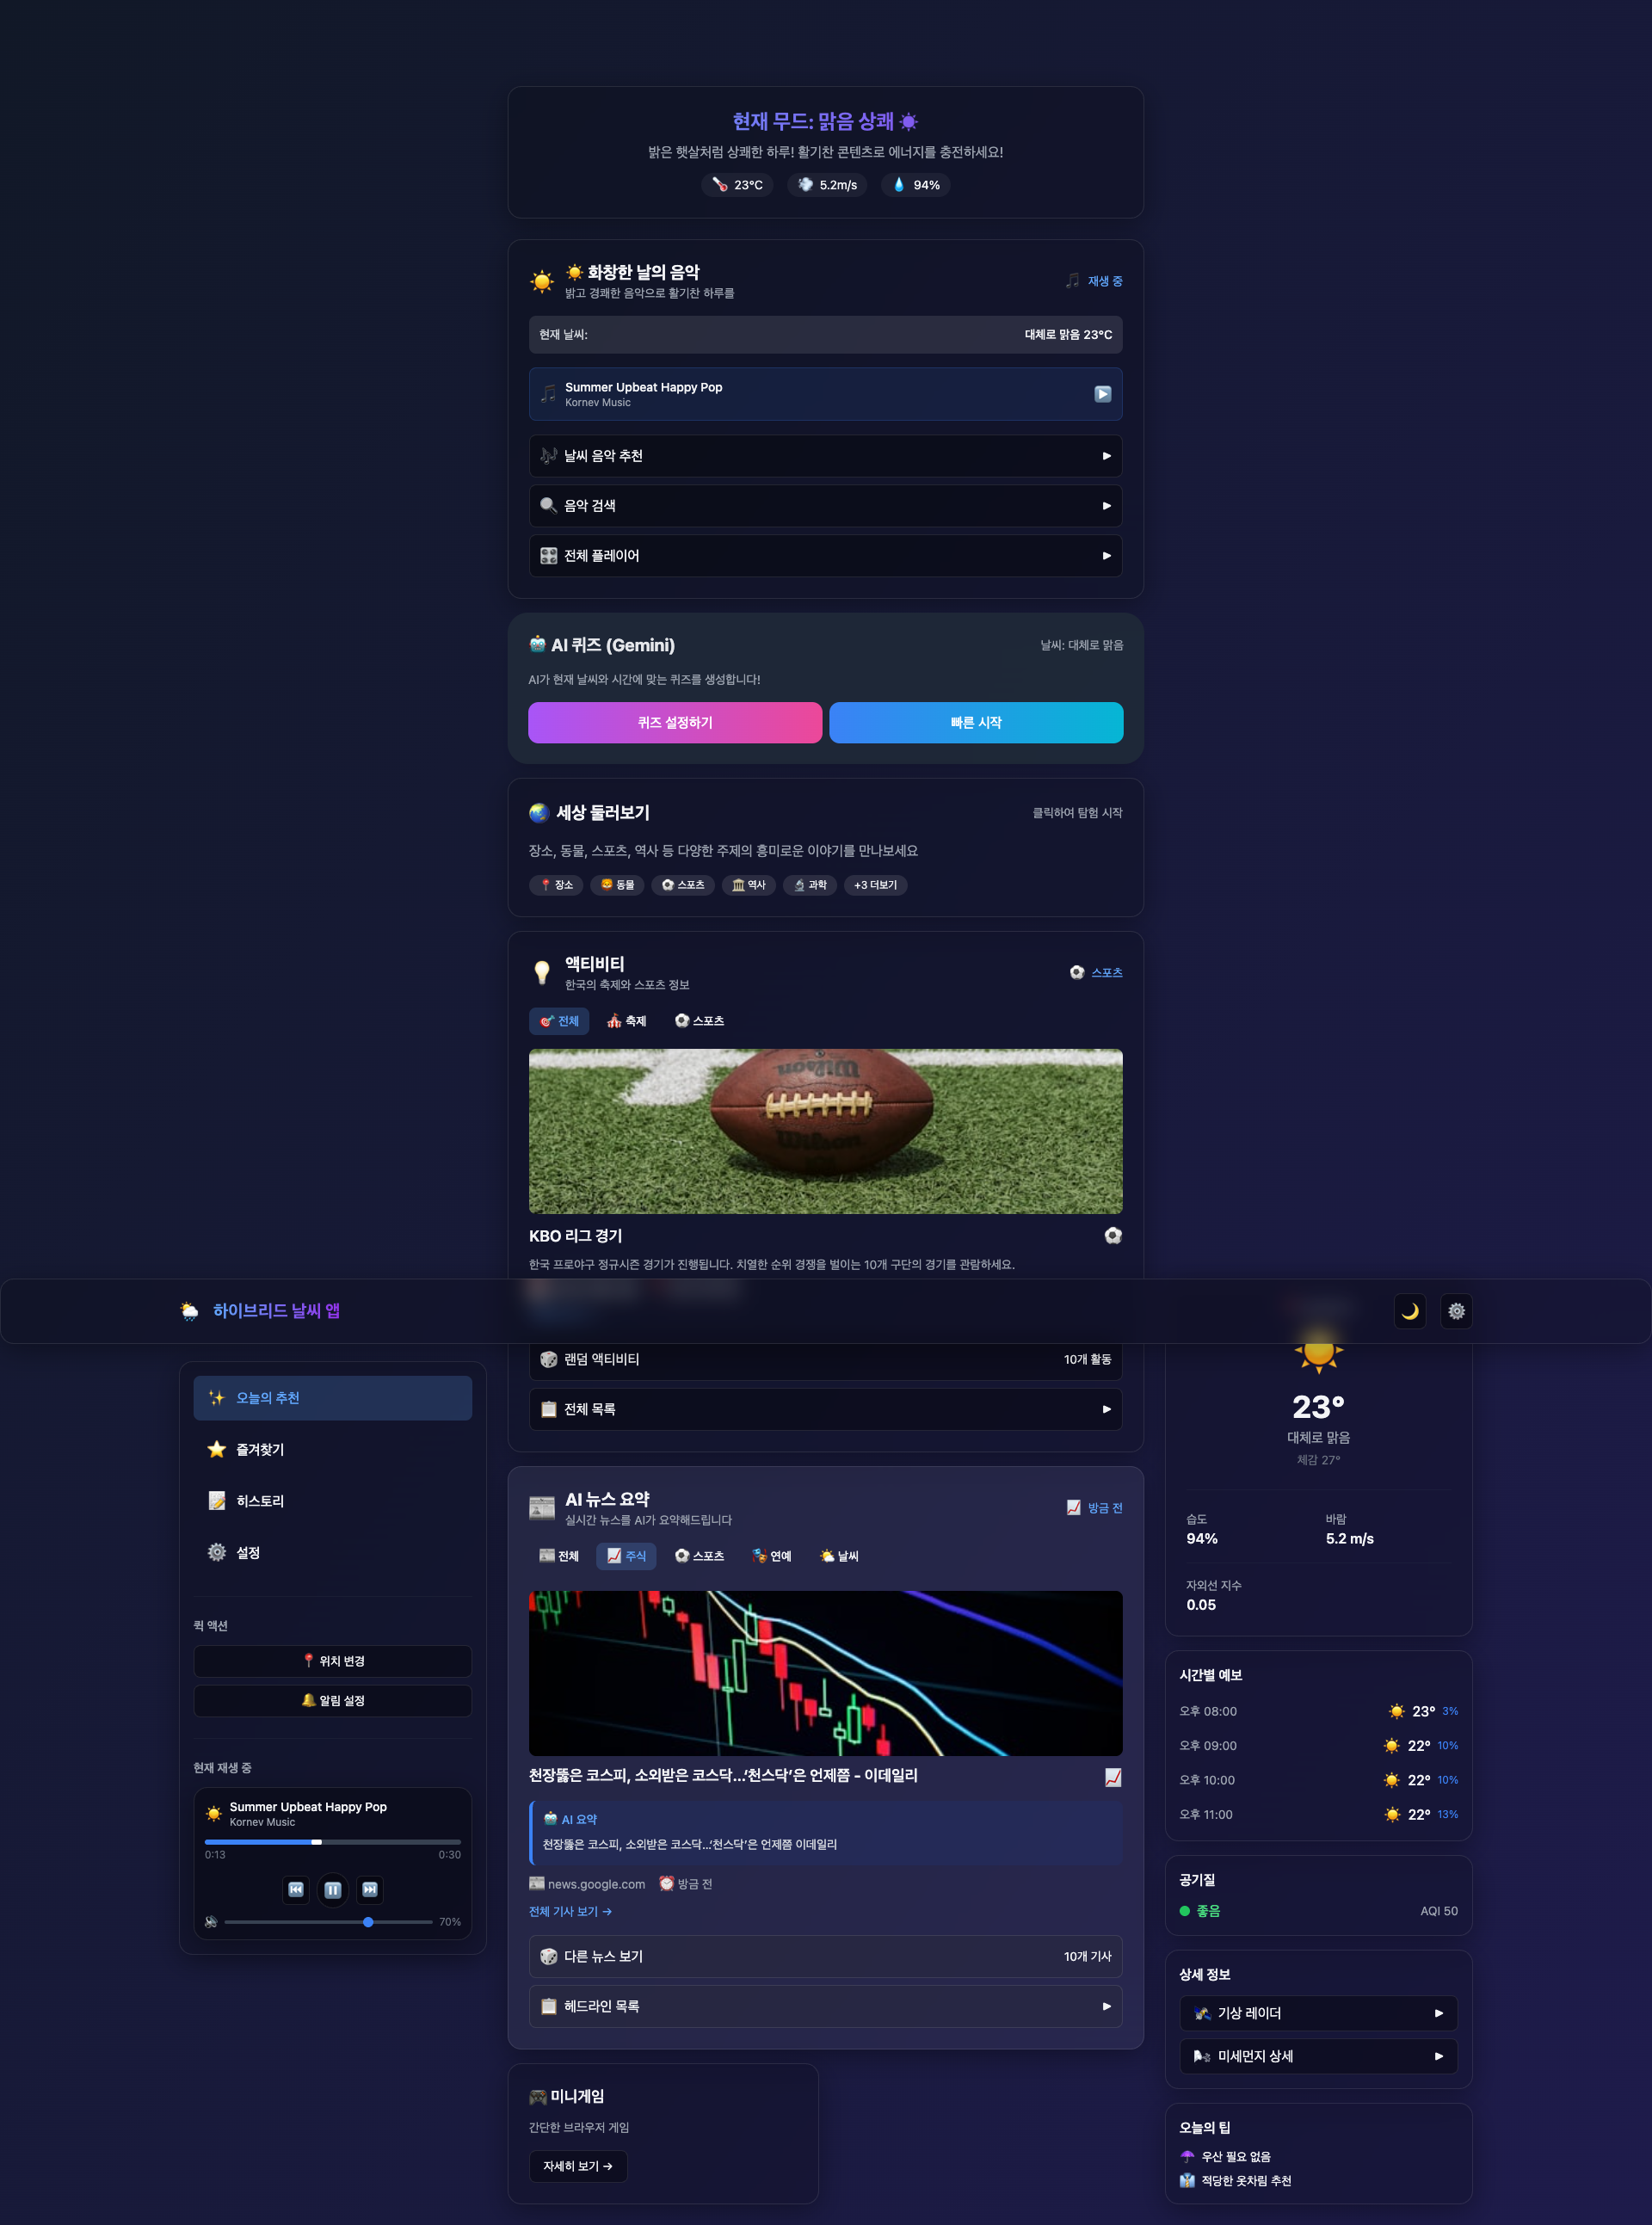 현재 무드: 맑음 상쾌
밝은 햇살처럼 상쾌한 하루! 활기찬 콘텐츠로 에너지를 충전하세요!
23°C
5.2m/s
94%
화창한 날의 음악
밝고 경쾌한 음악으로 활기찬 하루를
재생 중
현재 날씨:
대체로 맑음 23°C
Summer Upbeat Happy Pop
Kornev Music
날씨 음악 추천
음악 검색
전체 플레이어
AI 퀴즈 (Gemini)
날씨: 대체로 맑음
AI가 현재 날씨와 시간에 맞는 퀴즈를 생성합니다!
퀴즈 설정하기
빠른 시작
세상 둘러보기
클릭하여 탐험 시작
장소, 동물, 스포츠, 역사 등 다양한 주제의 흥미로운 이야기를 만나보세요
장소
동물
스포츠
역사
과학
+3 더보기
액티비티
한국의 축제와 스포츠 정보
스포츠
전체
축제
스포츠
Wilson
Wilson
KBO 리그 경기
한국 프로야구 정규시즌 경기가 진행됩니다. 치열한 순위 경쟁을 벌이는 10개 구단의 경기를 관람하세요.
하이브리드 날씨 앱
랜덤 액티비티
10개 활동
전체 목록
AI 뉴스 요약
실시간 뉴스를 AI가 요약해드립니다
방금 전
전체
주식
스포츠
연예
날씨
천장뚫은 코스피, 소외받은 코스닥…‘천스닥’은 언제쯤 - 이데일리
AI 요약
천장뚫은 코스피, 소외받은 코스닥…‘천스닥’은 언제쯤 이데일리
news.google.com
방금 전
전체 기사 보기 →
다른 뉴스 보기
10개 기사
헤드라인 목록
미니게임
간단한 브라우저 게임
자세히 보기 →
오늘의 추천
즐겨찾기
히스토리
설정
퀵 액션
위치 변경
알림 설정
현재 재생 중
Summer Upbeat Happy Pop
Kornev Music
0:13
0:30
70%
23°
대체로 맑음
체감 27°
습도
94%
바람
5.2 m/s
자외선 지수
0.05
시간별 예보
오후 08:00
23°
3%
오후 09:00
22°
10%
오후 10:00
22°
10%
오후 11:00
22°
13%
공기질
좋음
AQI 50
상세 정보
기상 레이더
미세먼지 상세
오늘의 팁
우산 필요 없음
적당한 옷차림 추천